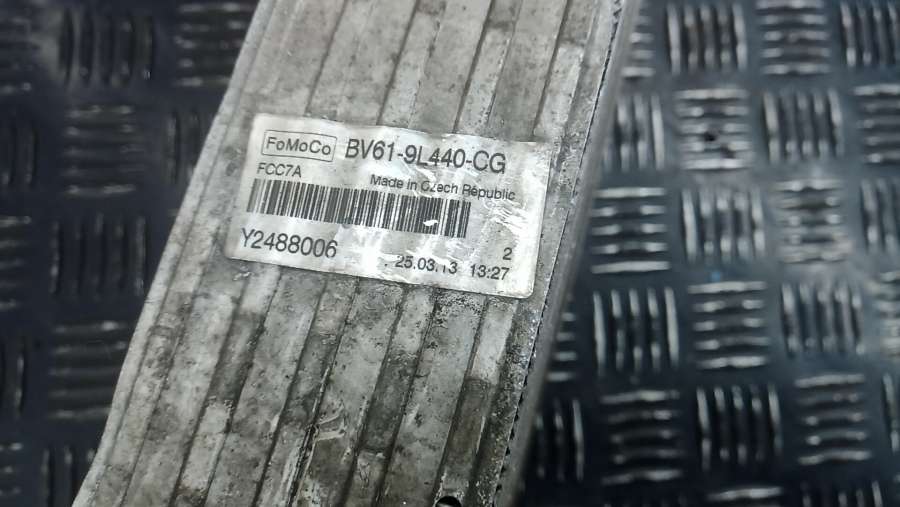 FoMoCo BV61-9L440-CG
FCC7A Made in Czech Republic
Y2488006 2
25.03.13 13:27